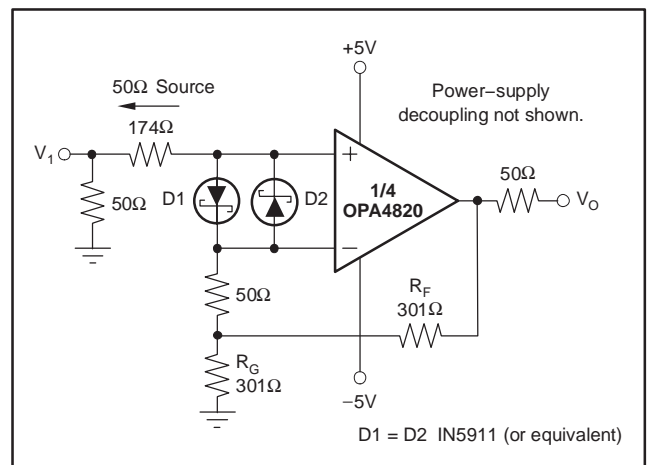 +5V
50Ω Source
Power–supply
decoupling not shown.
174Ω
V1
50Ω
D1
D2
+
1/4
OPA4820
−
50Ω
VO
50Ω
RF
301Ω
RG
301Ω
−5V
D1 = D2 IN5911 (or equivalent)